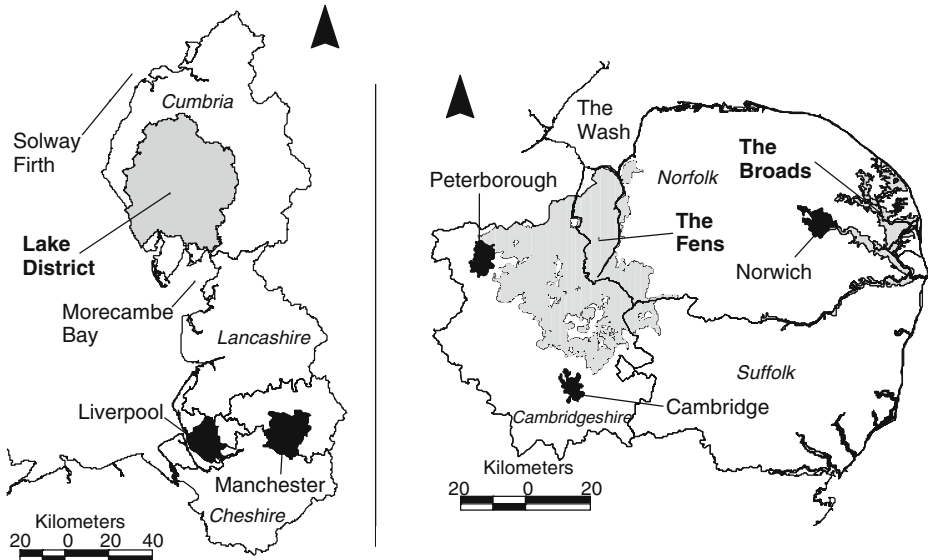 Cumbria
Solway
Firth
Lake
District
Morecambe
Bay
Lancashire
Liverpool
Manchester
Cheshire
Kilometers
20 0 20 40
The
Wash
Peterborough
Norfolk
The
Broads
The
Fens
Norwich
Suffolk
Cambridge
Cambridgeshire
Kilometers
20 0 20